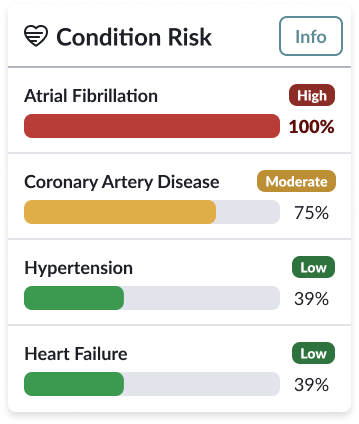 Condition Risk
Info
Atrial Fibrillation
High
100%
Coronary Artery Disease
Moderate
75%
Hypertension
Low
39%
Heart Failure
Low
39%